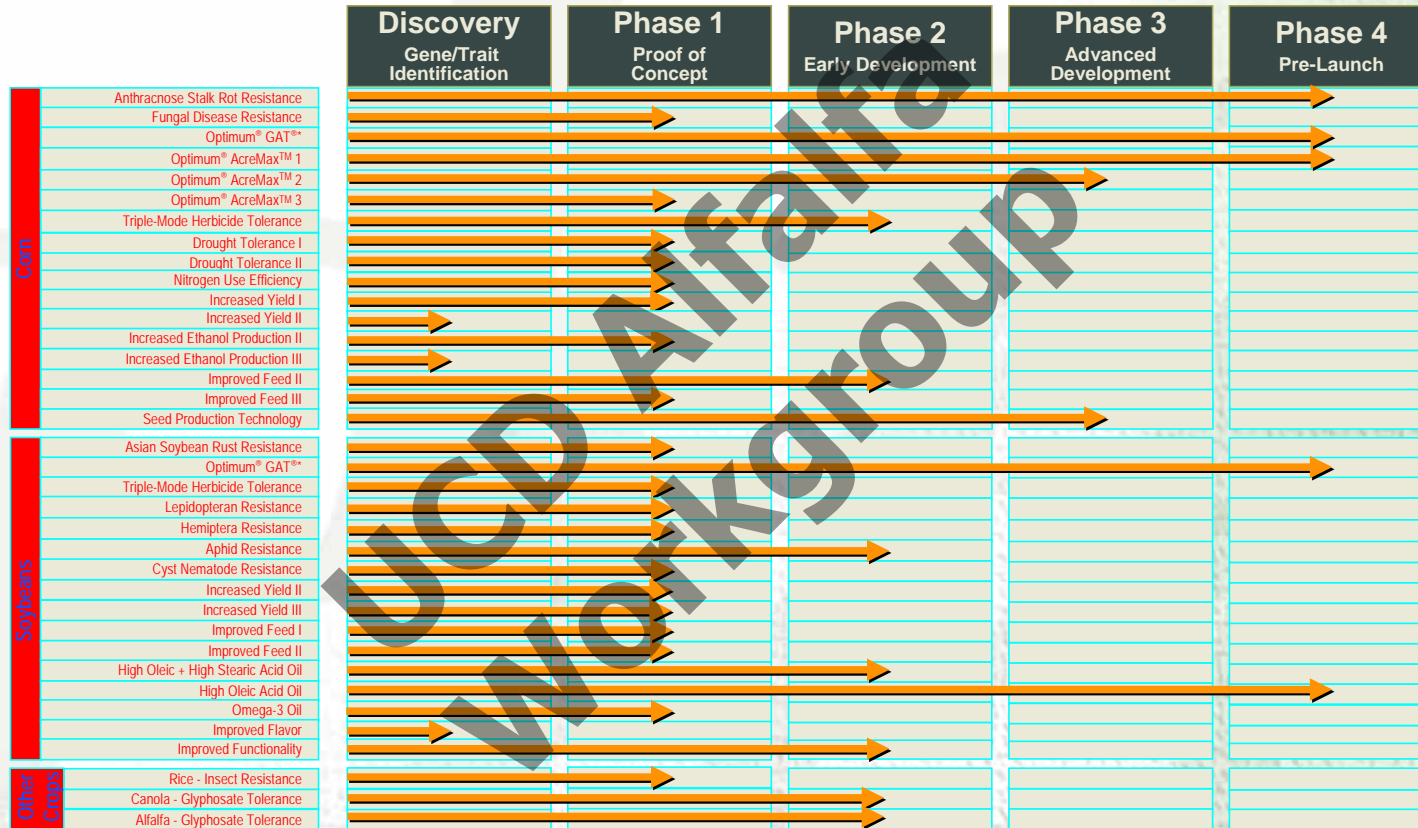 Discovery
Gene/Trait
Identification
Phase 1
Proof of
Concept
Phase 2
Early Development
Phase 3
Advanced
Development
Phase 4
Pre-Launch
Corn
Anthracnose Stalk Rot Resistance
Fungal Disease Resistance
Optimum® GAT®*
Optimum® AcreMax™ 1
Optimum® AcreMax™ 2
Optimum® AcreMax™ 3
Triple-Mode Herbicide Tolerance
Drought Tolerance I
Drought Tolerance II
Nitrogen Use Efficiency
Increased Yield I
Increased Yield II
Increased Ethanol Production II
Increased Ethanol Production III
Improved Feed II
Improved Feed III
Seed Production Technology
Soybeans
Asian Soybean Rust Resistance
Optimum® GAT®*
Triple-Mode Herbicide Tolerance
Lepidopteran Resistance
Hemiptera Resistance
Aphid Resistance
Cyst Nematode Resistance
Increased Yield II
Increased Yield III
Improved Feed I
Improved Feed II
High Oleic + High Stearic Acid Oil
High Oleic Acid Oil
Omega-3 Oil
Improved Flavor
Improved Functionality
Other
Crops
Rice - Insect Resistance
Canola - Glyphosate Tolerance
Alfalfa - Glyphosate Tolerance
UCD Alfalfa
Workgroup